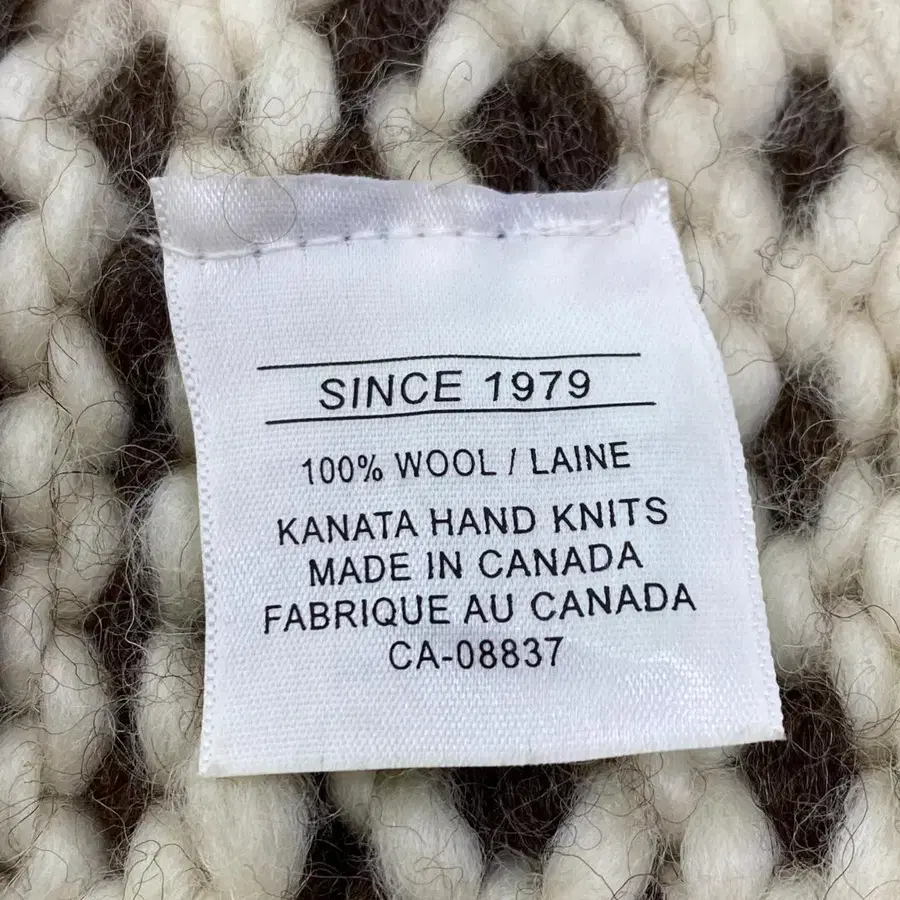 SINCE 1979
100% WOOL / LAINE
KANATA HAND KNITS
MADE IN CANADA
FABRIQUE AU CANADA
CA-08837